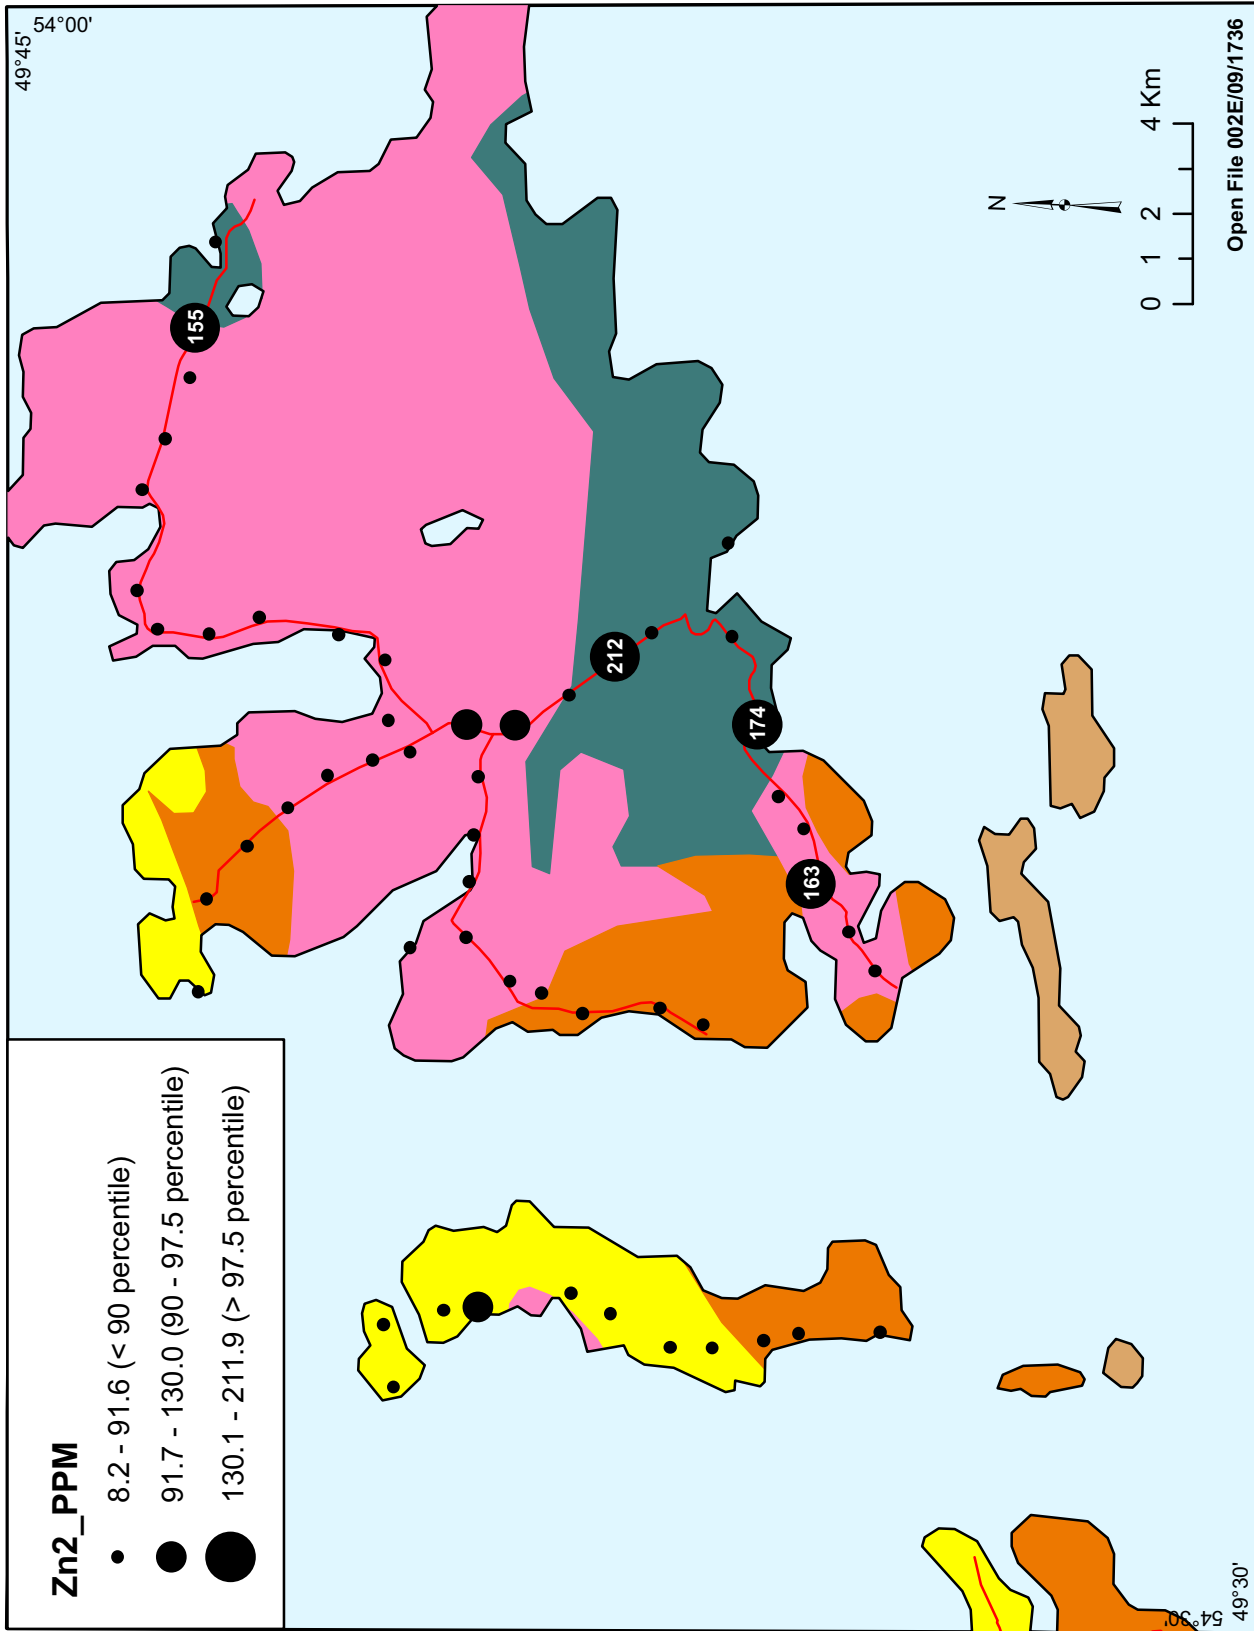 49°45'
54°00'
Zn2_PPM
8.2 - 91.6 (< 90 percentile)
91.7 - 130.0 (90 - 97.5 percentile)
130.1 - 211.9 (> 97.5 percentile)
155
212
174
163
N
0 1 2 4 Km
Open File 002E/09/1736
54°30'
49°30'